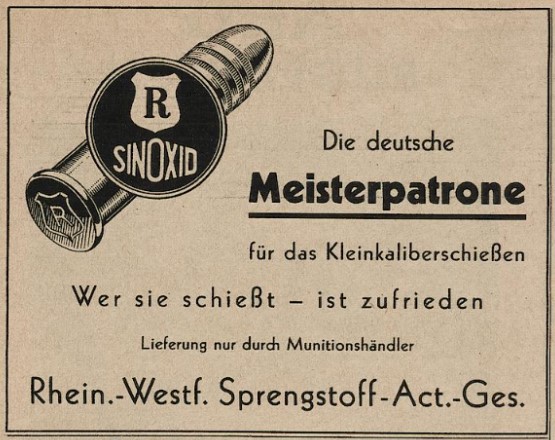 R
SINOXID
R
Die deutsche
Meisterpatrone
für das Kleinkaliberschießen
Wer sie schießt – ist zufrieden
Lieferung nur durch Munitionshändler
Rhein.-Westf. Sprengstoff-Act.-Ges.